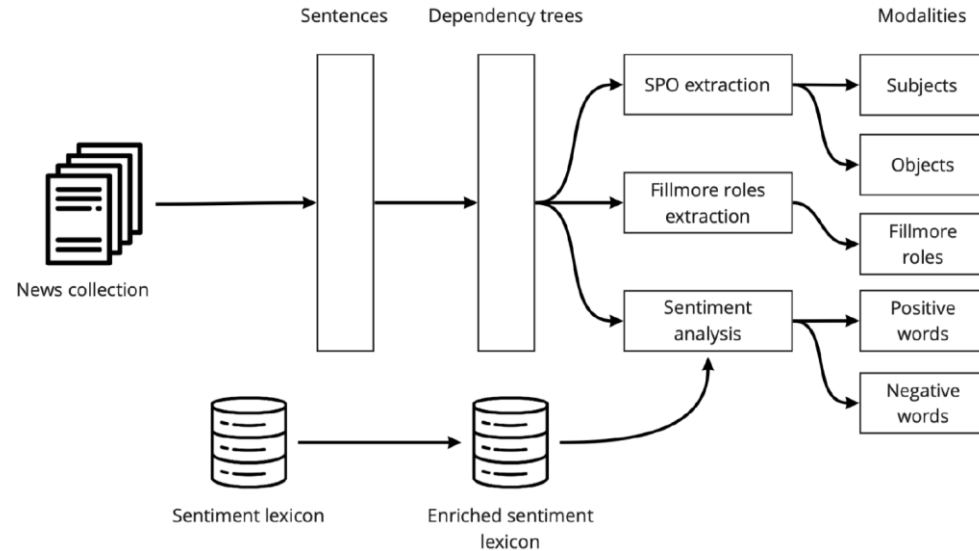 Sentences
Dependency trees
Modalities
SPO extraction
Subjects
Objects
Fillmore roles
extraction
Fillmore
roles
News collection
Sentiment
analysis
Positive
words
Negative
words
Sentiment lexicon
Enriched sentiment
lexicon